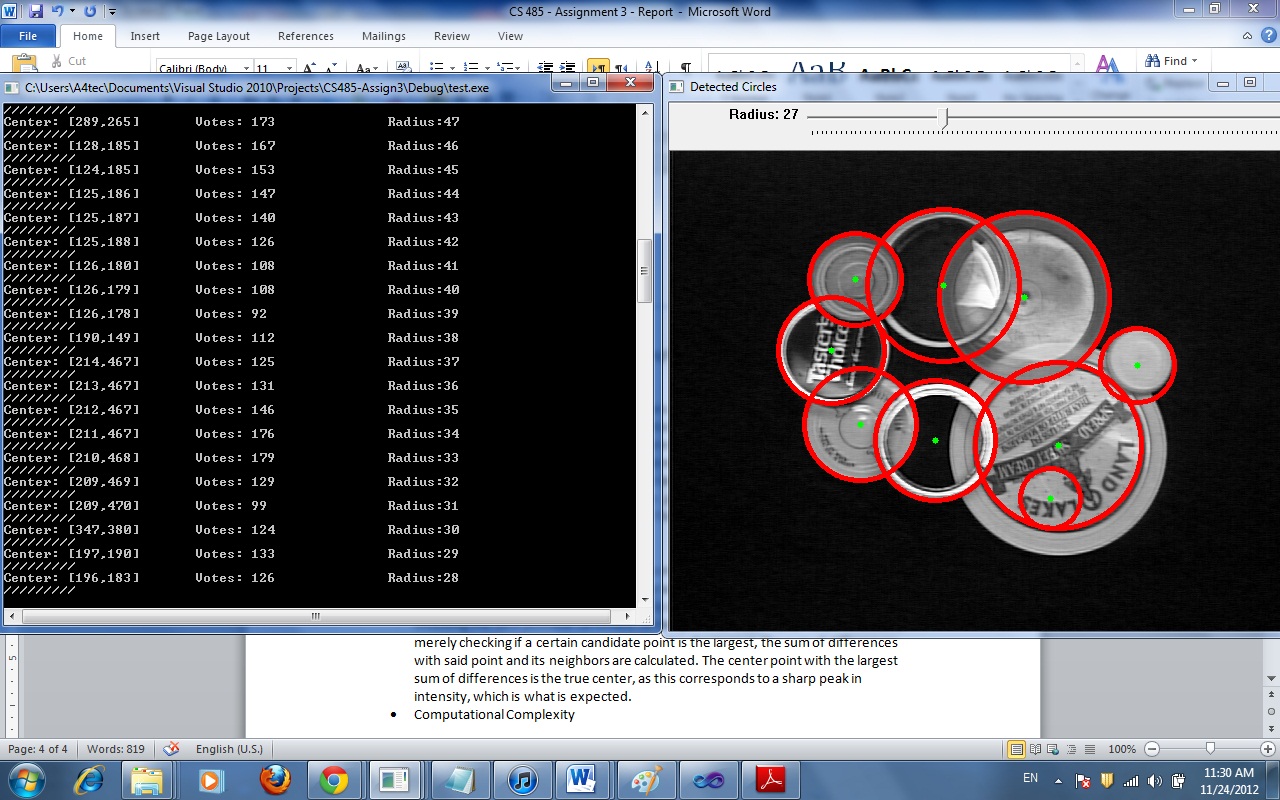 CS 485 - Assignment 3 - Report - Microsoft Word
File Home Insert Page Layout References Mailings Review View
Cut
Calibri (Body) 11
Find
C:\Users\A4tec\Documents\Visual Studio 2010\Projects\CS485-Assign3\Debug\test.exe
/////////
Center: [289,265] Votes: 173 Radius:47
/////////
Center: [128,185] Votes: 167 Radius:46
/////////
Center: [124,185] Votes: 153 Radius:45
/////////
Center: [125,186] Votes: 147 Radius:44
/////////
Center: [125,187] Votes: 140 Radius:43
/////////
Center: [125,188] Votes: 126 Radius:42
/////////
Center: [126,180] Votes: 108 Radius:41
/////////
Center: [126,179] Votes: 108 Radius:40
/////////
Center: [126,178] Votes: 92 Radius:39
/////////
Center: [190,149] Votes: 112 Radius:38
/////////
Center: [214,467] Votes: 125 Radius:37
/////////
Center: [213,467] Votes: 131 Radius:36
/////////
Center: [212,467] Votes: 146 Radius:35
/////////
Center: [211,467] Votes: 176 Radius:34
/////////
Center: [210,468] Votes: 179 Radius:33
/////////
Center: [209,469] Votes: 129 Radius:32
/////////
Center: [209,470] Votes: 99 Radius:31
/////////
Center: [347,380] Votes: 124 Radius:30
/////////
Center: [197,190] Votes: 133 Radius:29
/////////
Center: [196,183] Votes: 126 Radius:28
/////////
Detected Circles
Radius: 27
Taster's
Choice
SPREAD
SWEET CREAM
LAND O LAKES
merely checking if a certain candidate point is the largest, the sum of differences
with said point and its neighbors are calculated. The center point with the largest
sum of differences is the true center, as this corresponds to a sharp peak in
intensity, which is what is expected.
• Computational Complexity
Page: 4 of 4 Words: 819 English (U.S.) 100%
EN 11:30 AM
11/24/2012